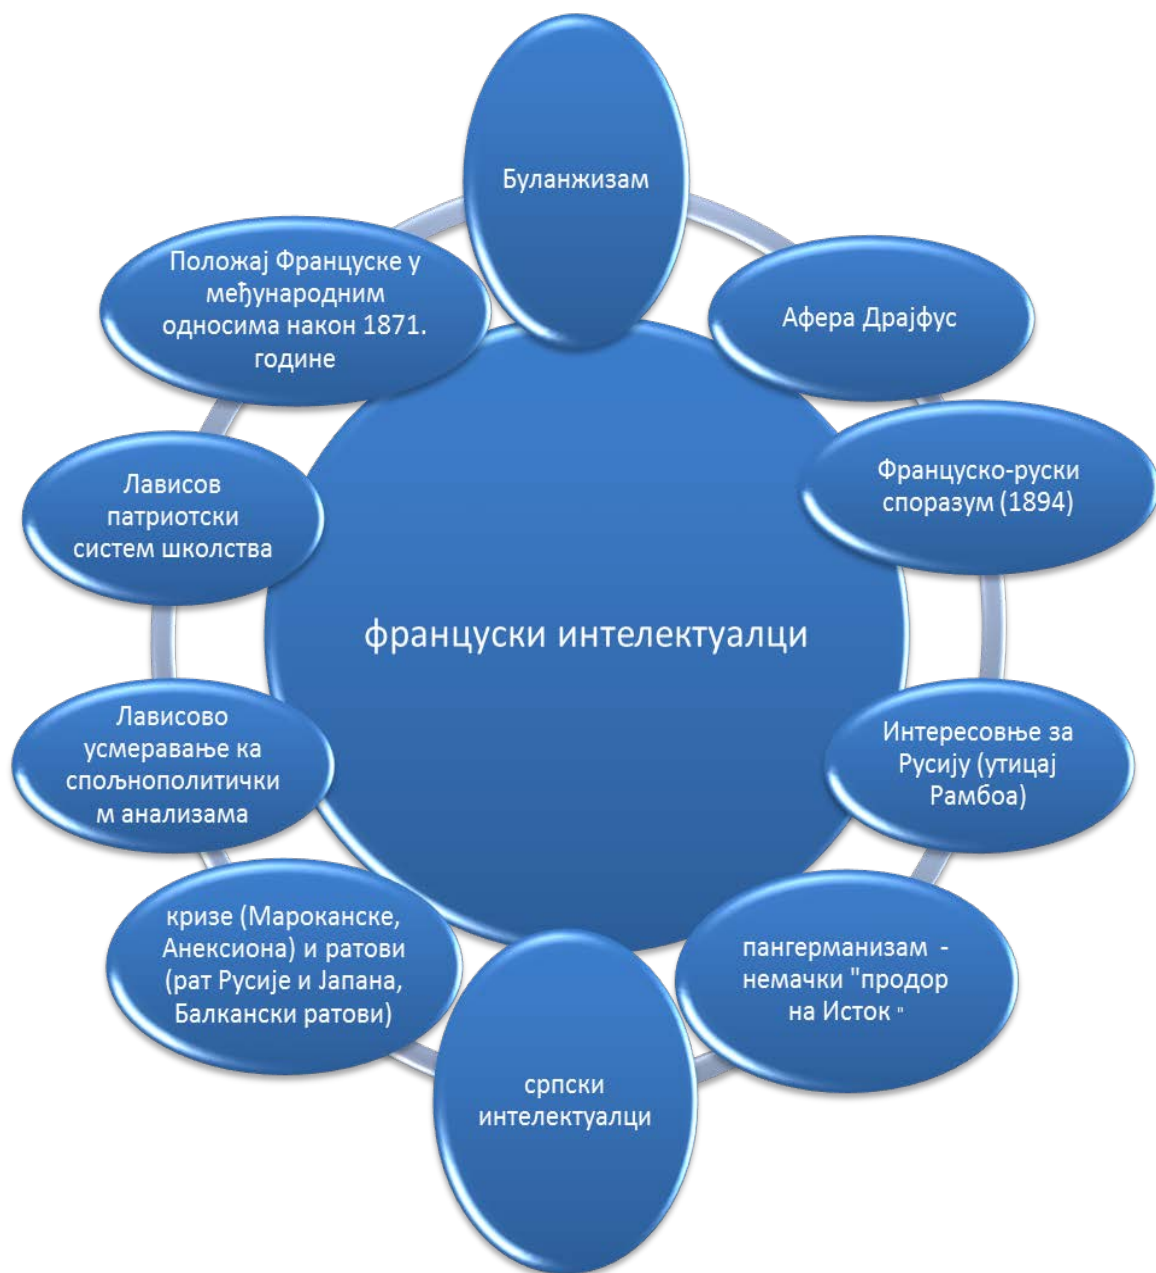 Буланжизам
Положај Француске у
међународним
односима након 1871.
године
Афера Драјфус
Француско-руски
споразум (1894)
Лависов
патриотски
систем школства
француски интелектуалци
Лависово
усмеравање ка
спољнополитички
м анализама
Интересовње за
Русију (утицај
Рамбоа)
кризе (Мароканске,
Анексиона) и ратови
(рат Русије и Јапана,
Балкански ратови)
пангерманизам -
немачки "продор
на Исток "
српски
интелектуалци